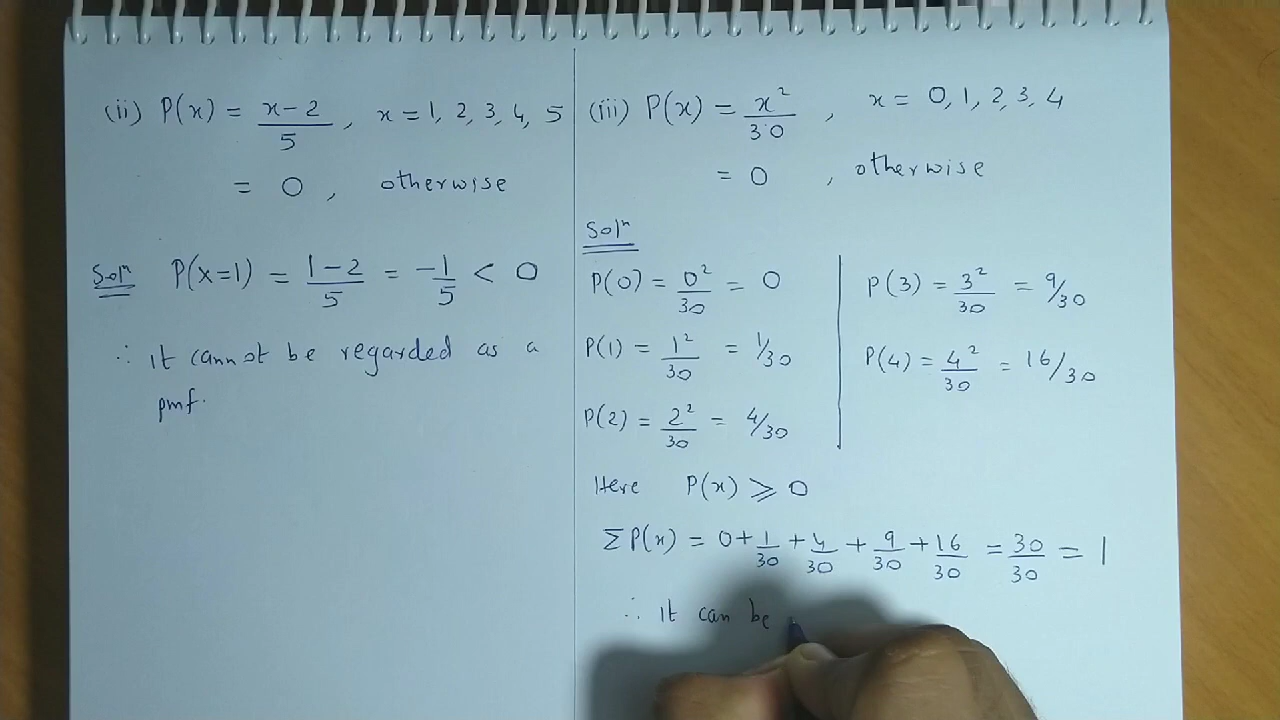 (ii) P(x) = x-2/5, x = 1, 2, 3, 4, 5
= 0, otherwise
Solⁿ P(x=1) = 1-2/5 = -1/5 < 0
∴ it cannot be regarded as a
pmf.
(iii) P(x) = x²/30, x = 0, 1, 2, 3, 4
= 0, otherwise
Solⁿ
P(0) = 0²/30 = 0
P(1) = 1²/30 = 1/30
P(2) = 2²/30 = 4/30
P(3) = 3²/30 = 9/30
P(4) = 4²/30 = 16/30
Here P(x) ⩾ 0
ΣP(x) = 0+1/30+4/30+9/30+16/30 = 30/30 = 1
∴ it can be